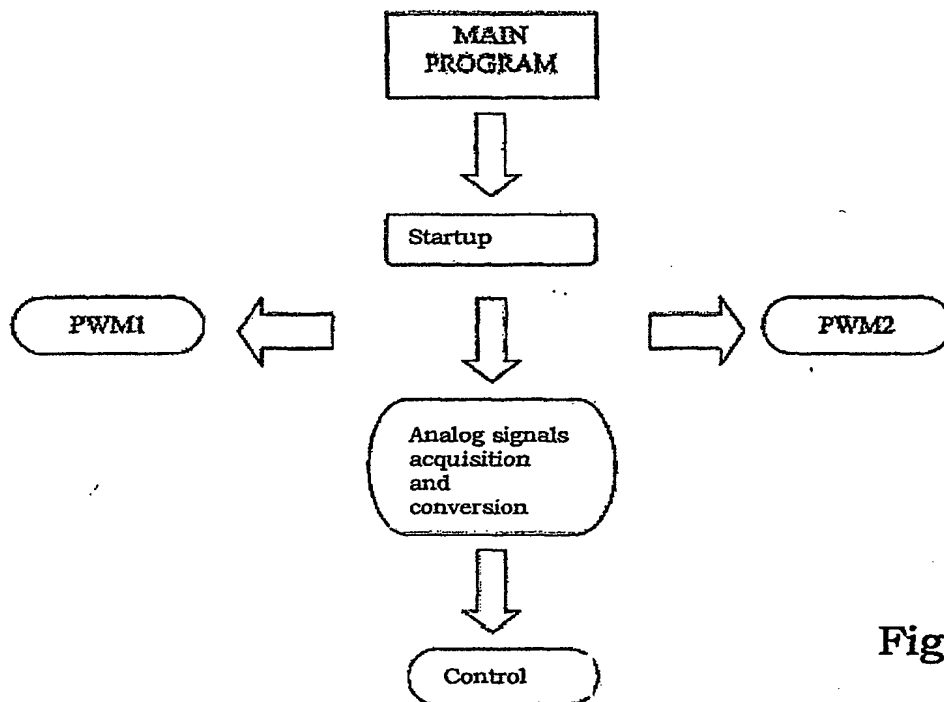 MAIN
PROGRAM
Startup
PWM1
PWM2
Analog signals
acquisition
and
conversion
Control
Fig